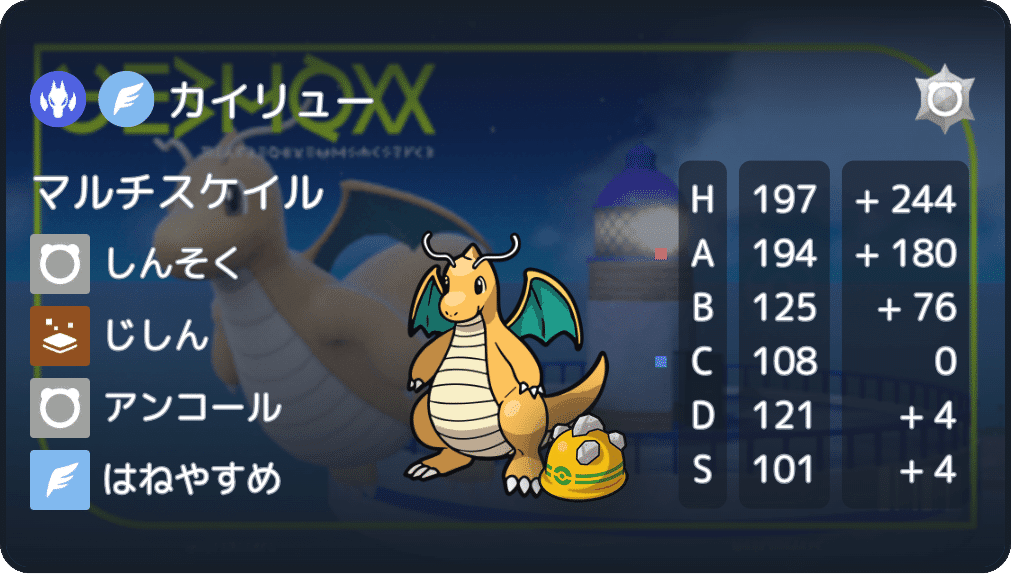 カイリュー
マルチスケイル
しんそく
じしん
アンコール
はねやすめ
H 197 + 244
A 194 + 180
B 125 + 76
C 108 0
D 121 + 4
S 101 + 4